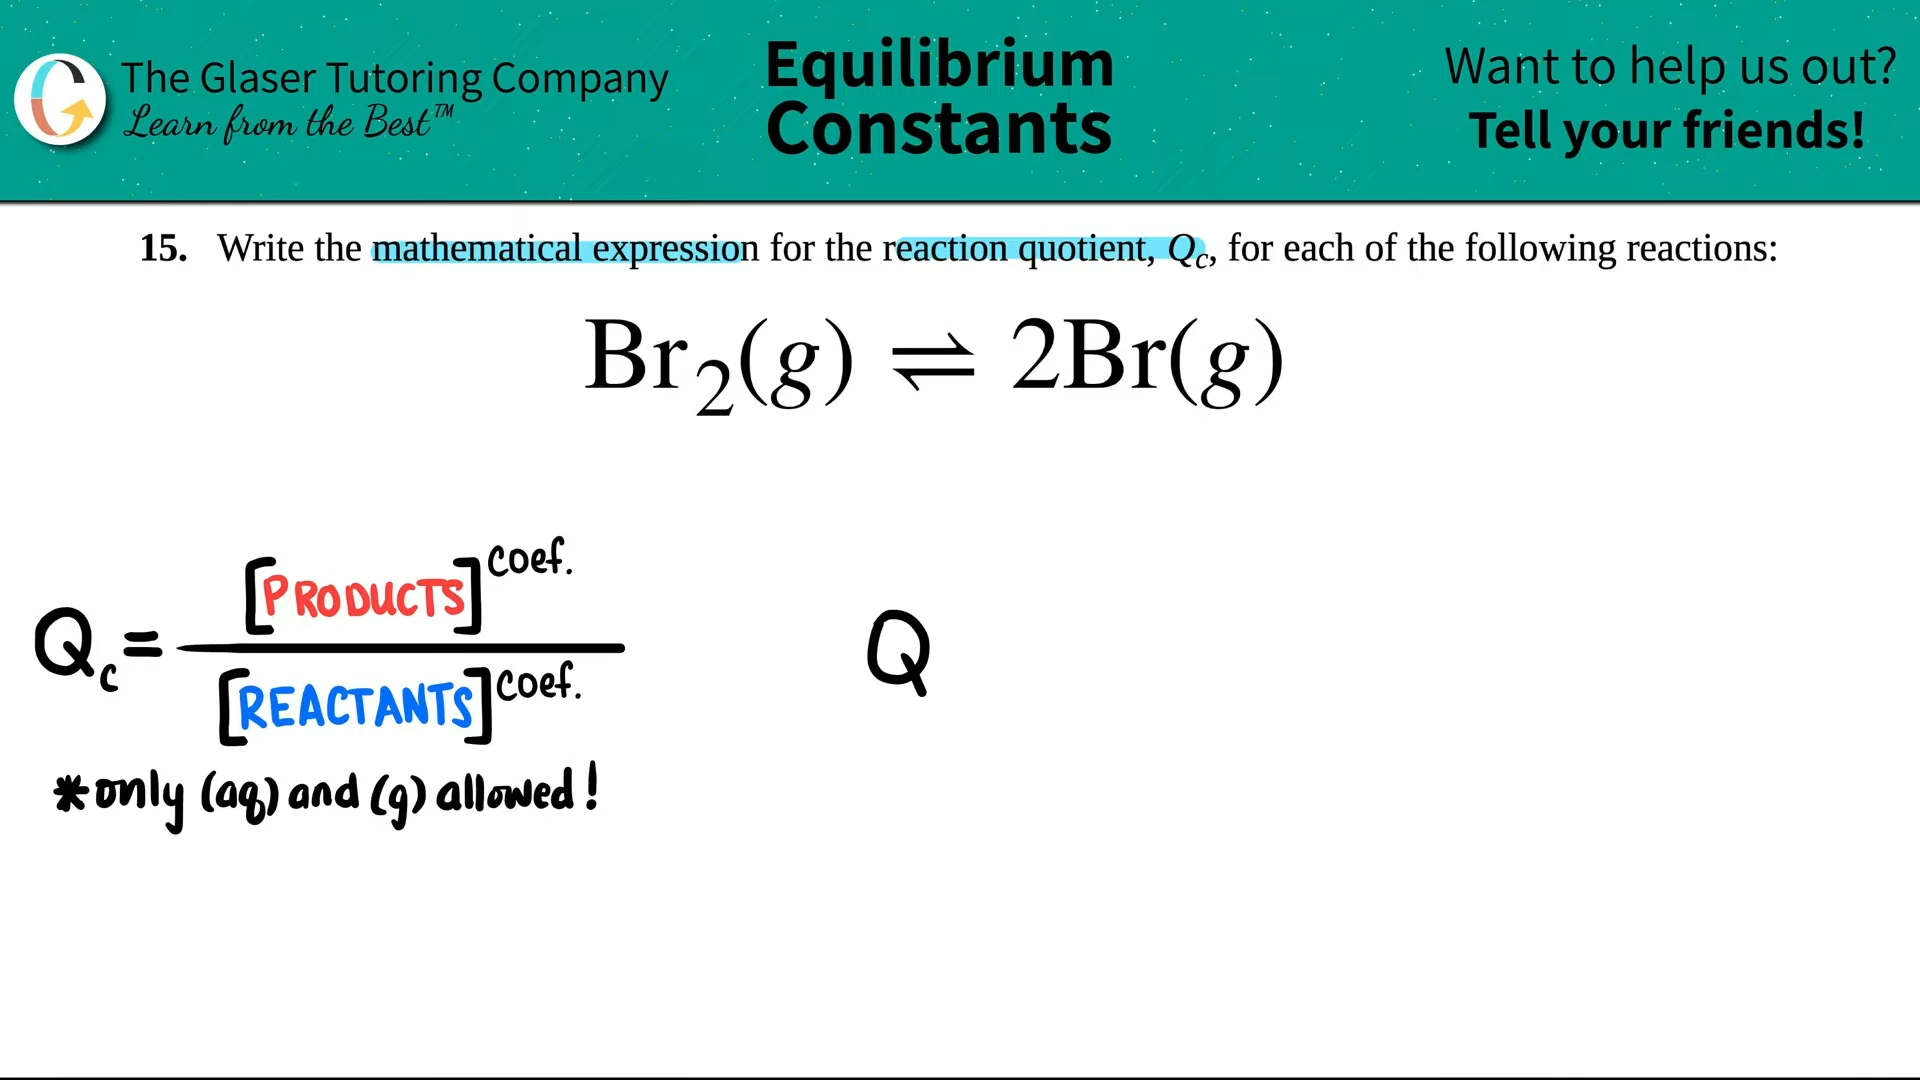 The Glaser Tutoring Company
Learn from the Best™
Equilibrium
Constants
Want to help us out?
Tell your friends!
15. Write the mathematical expression for the reaction quotient, Qc, for each of the following reactions:
Br₂(g) ⇌ 2Br(g)
[PRODUCTS]^coef.
Qc=
[REACTANTS]^coef.
*only (aq) and (g) allowed!
Q